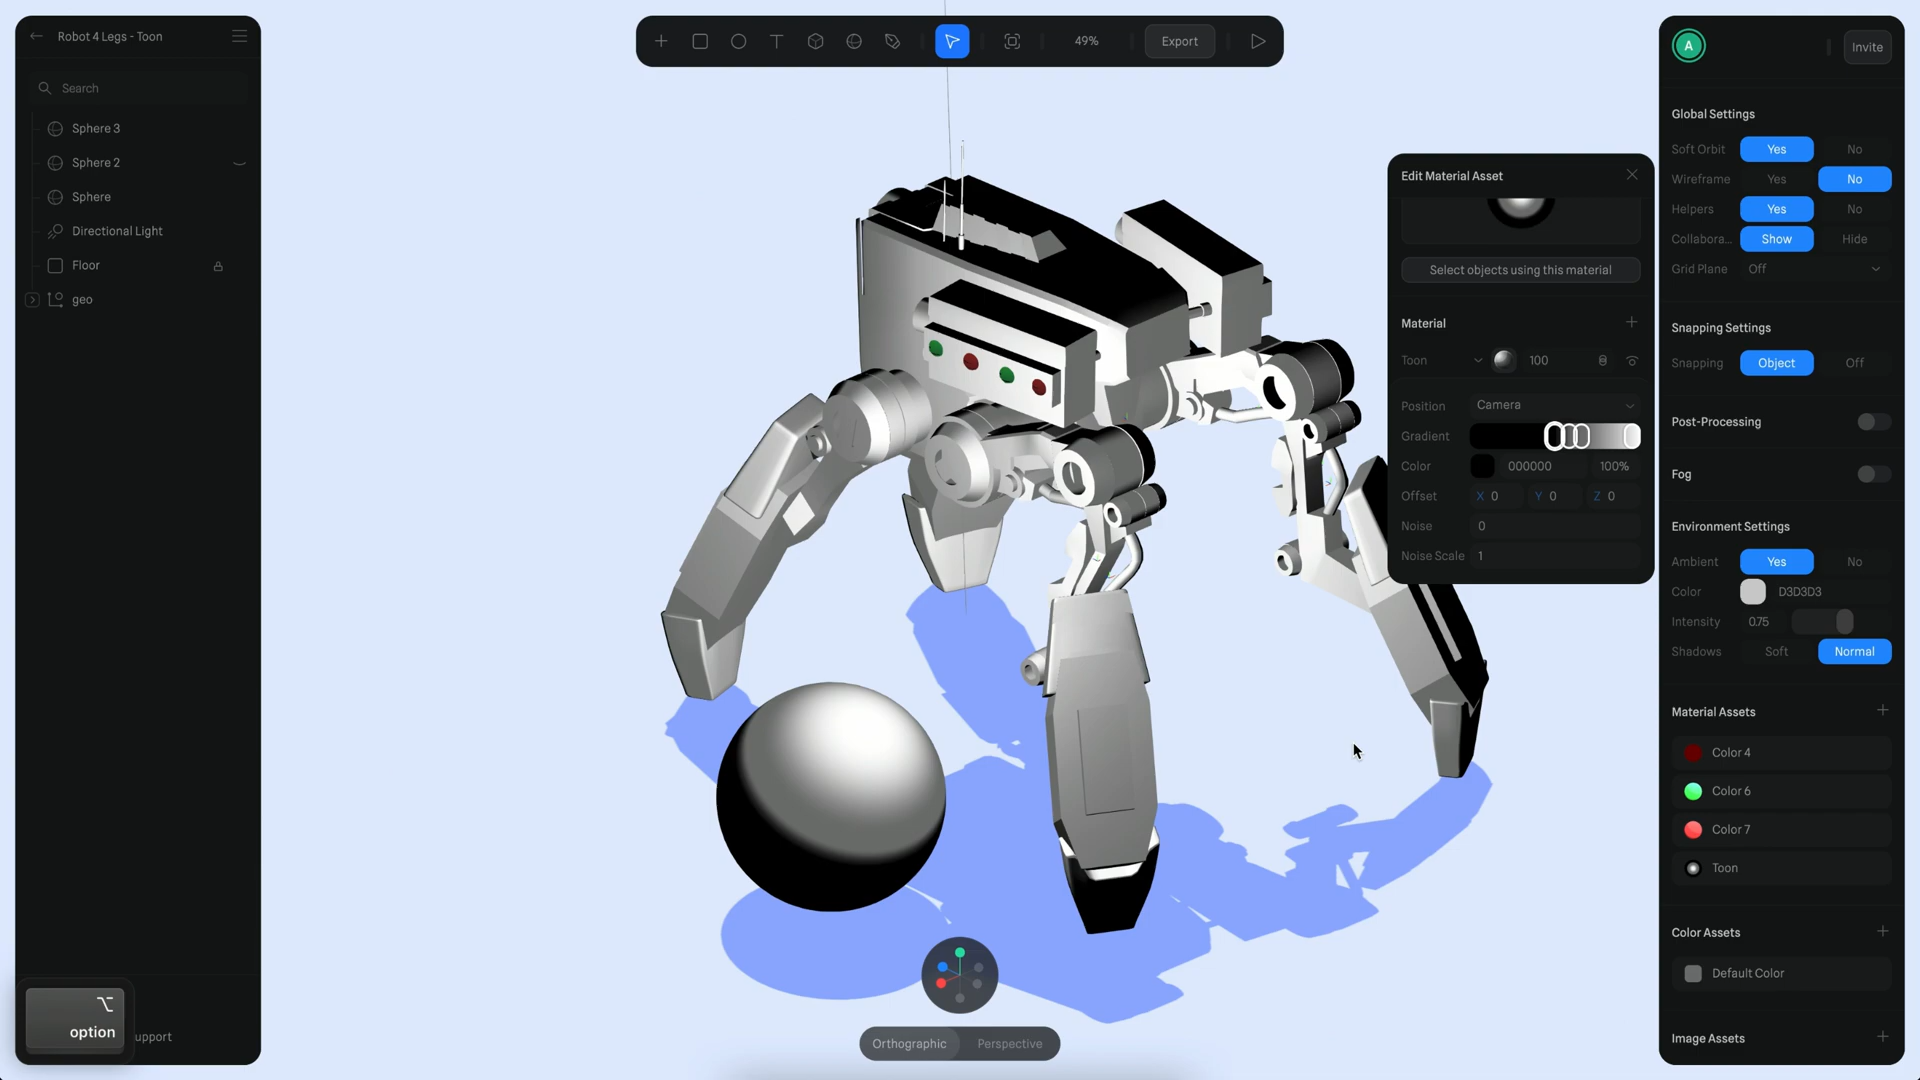 Robot 4 Legs - Toon
Search
Sphere 3
Sphere 2
Sphere
Directional Light
Floor
geo
option
upport
49%
Export
Orthographic
Perspective
Edit Material Asset
Select objects using this material
Material
Toon 100
Position Camera
Gradient
Color 000000 100%
Offset X 0 Y 0 Z 0
Noise 0
Noise Scale 1
A
Invite
Global Settings
Soft Orbit Yes No
Wireframe Yes No
Helpers Yes No
Collabora... Show Hide
Grid Plane Off
Snapping Settings
Snapping Object Off
Post-Processing
Fog
Environment Settings
Ambient Yes No
Color D3D3D3
Intensity 0.75
Shadows Soft Normal
Material Assets
Color 4
Color 6
Color 7
Toon
Color Assets
Default Color
Image Assets